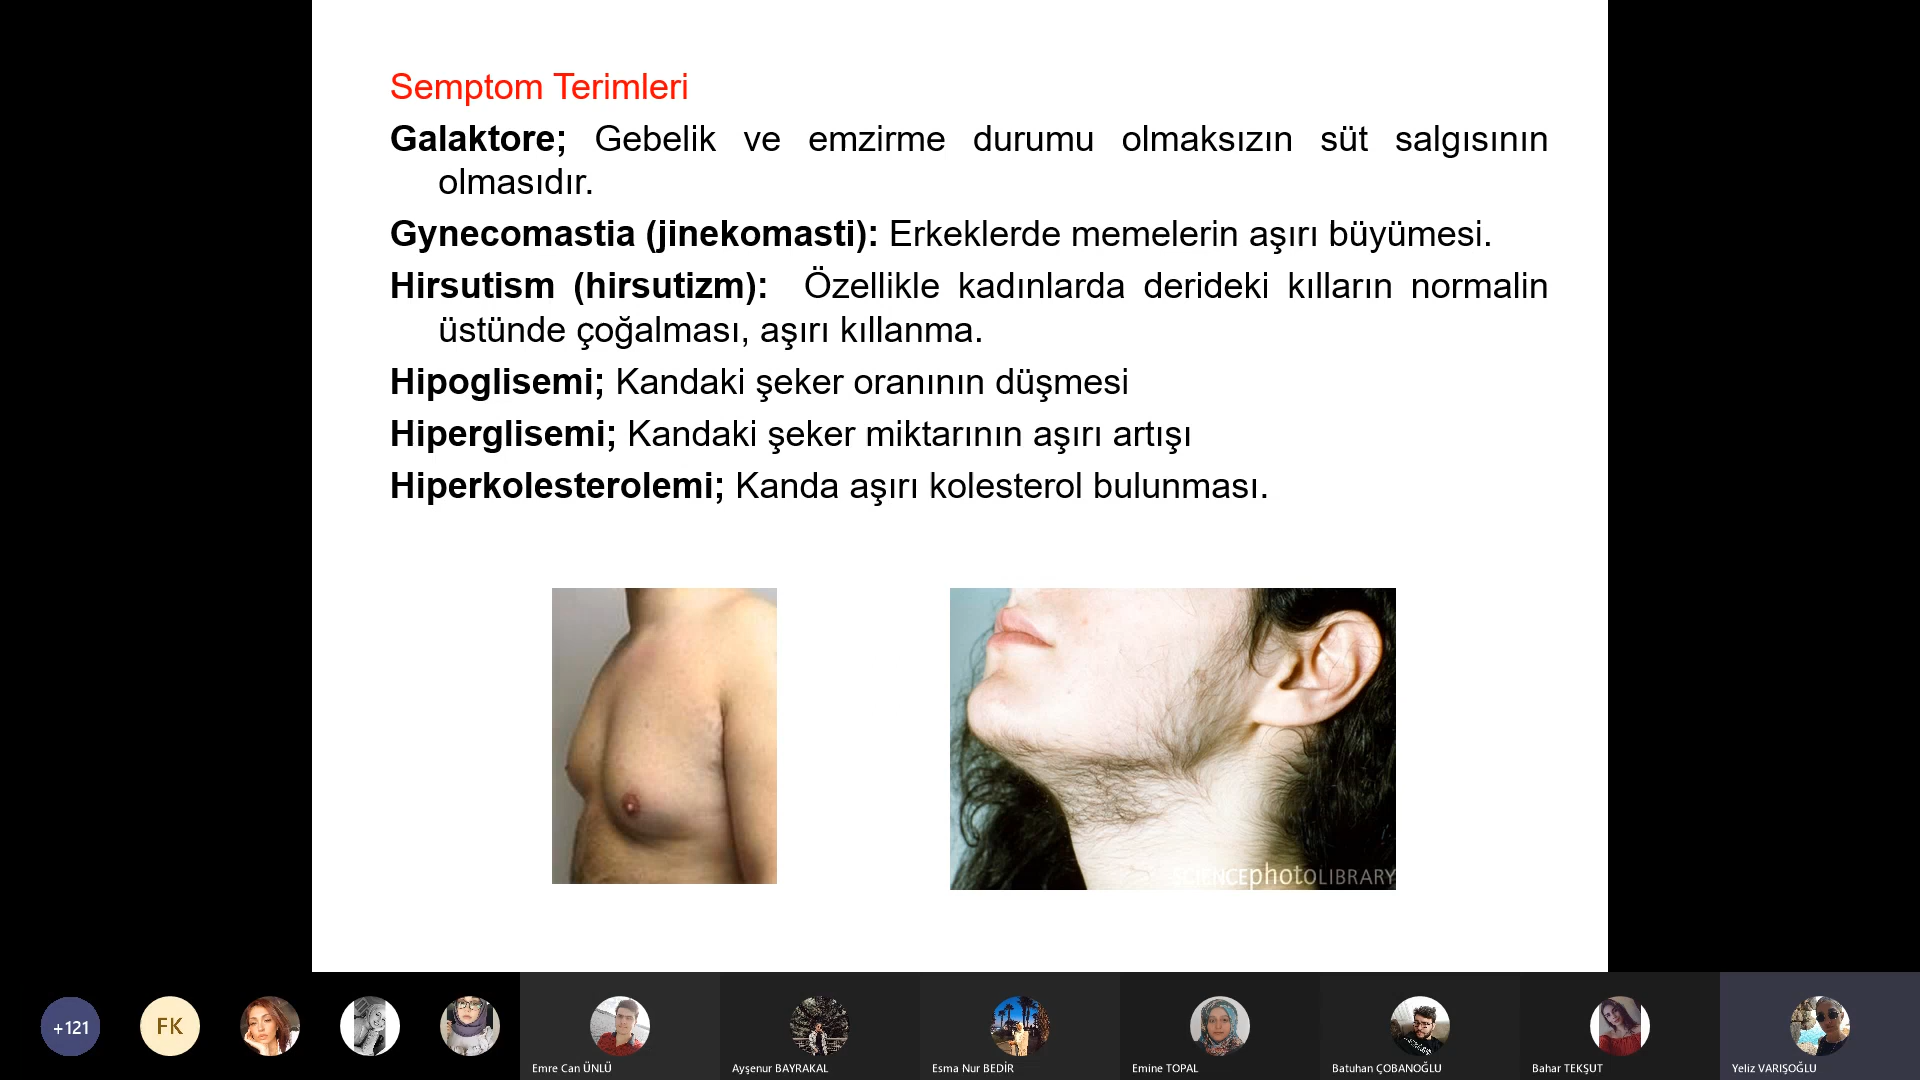 Semptom Terimleri
Galaktore; Gebelik ve emzirme durumu olmaksızın süt salgısının
olmasıdır.
Gynecomastia (jinekomasti): Erkeklerde memelerin aşırı büyümesi.
Hirsutism (hirsutizm): Özellikle kadınlarda derideki kılların normalin
üstünde çoğalması, aşırı kıllanma.
Hipoglisemi; Kandaki şeker oranının düşmesi
Hiperglisemi; Kandaki şeker miktarının aşırı artışı
Hiperkolesterolemi; Kanda aşırı kolesterol bulunması.
SCIENCEphotoLIBRARY
+121
FK
Emre Can ÜNLÜ
Ayşenur BAYRAKAL
Esma Nur BEDİR
Emine TOPAL
Batuhan ÇOBANOĞLU
Bahar TEKŞUT
Yeliz VARIŞOĞLU